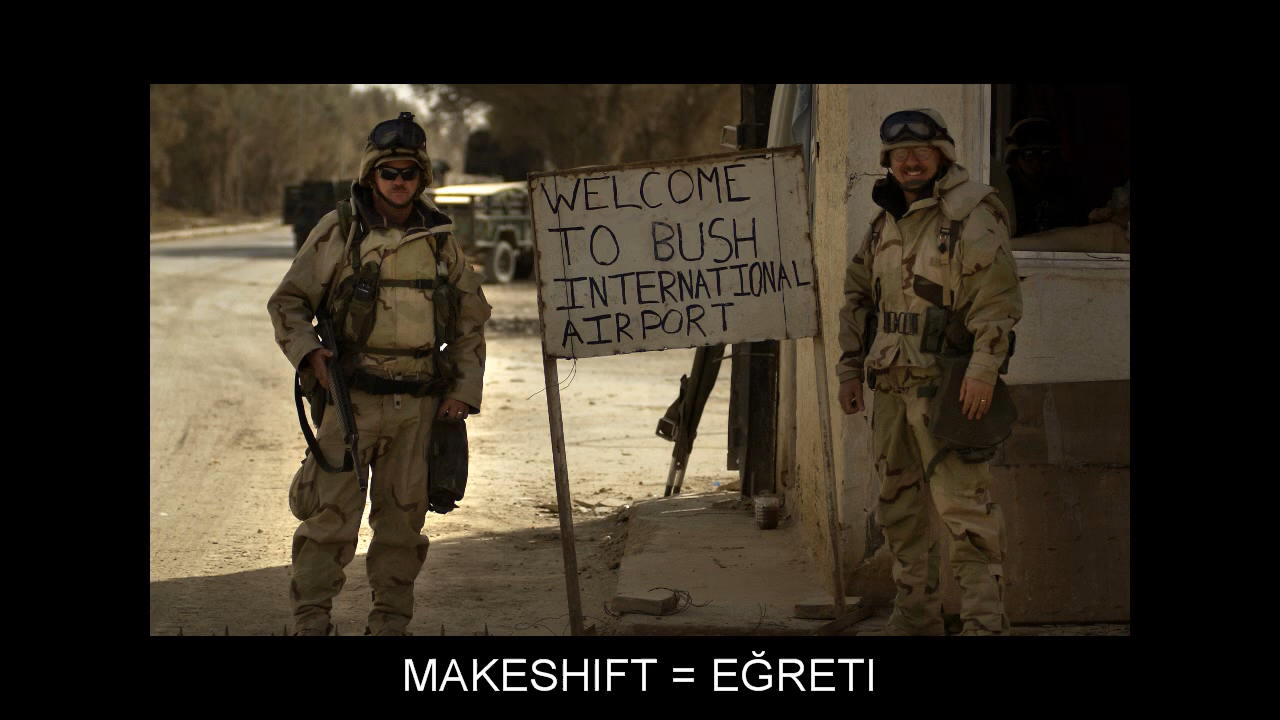 WELCOME
TO BUSH
INTERNATIONAL
AIRPORT
MAKESHIFT = EĞRETI